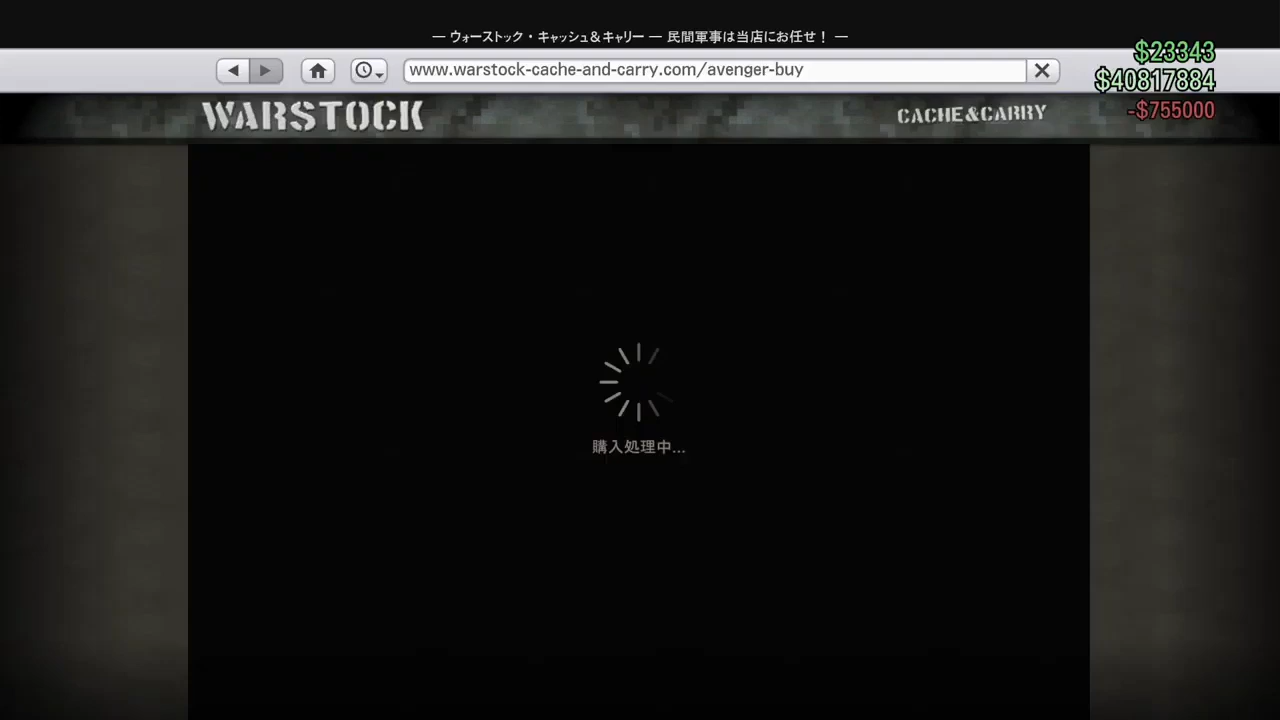 — ウォーストック・キャッシュ&キャリー — 民間軍事は当店にお任せ！ —
$23343
www.warstock-cache-and-carry.com/avenger-buy
$40817884
WARSTOCK
CACHE&CARRY
-$755000
購入処理中...